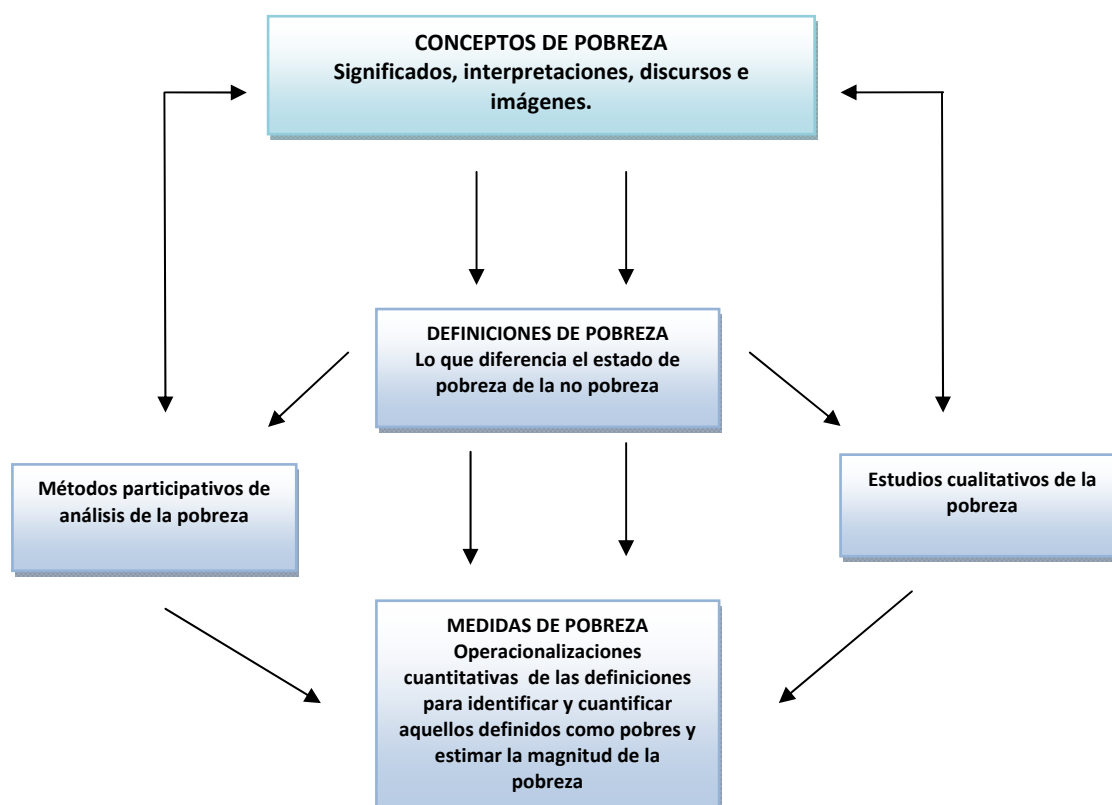 CONCEPTOS DE POBREZA
Significados, interpretaciones, discursos e
imágenes.
DEFINICIONES DE POBREZA
Lo que diferencia el estado de
pobreza de la no pobreza
Métodos participativos de
análisis de la pobreza
Estudios cualitativos de la
pobreza
MEDIDAS DE POBREZA
Operacionalizaciones
cuantitativas de las definiciones
para identificar y cuantificar
aquellos definidos como pobres y
estimar la magnitud de la
pobreza